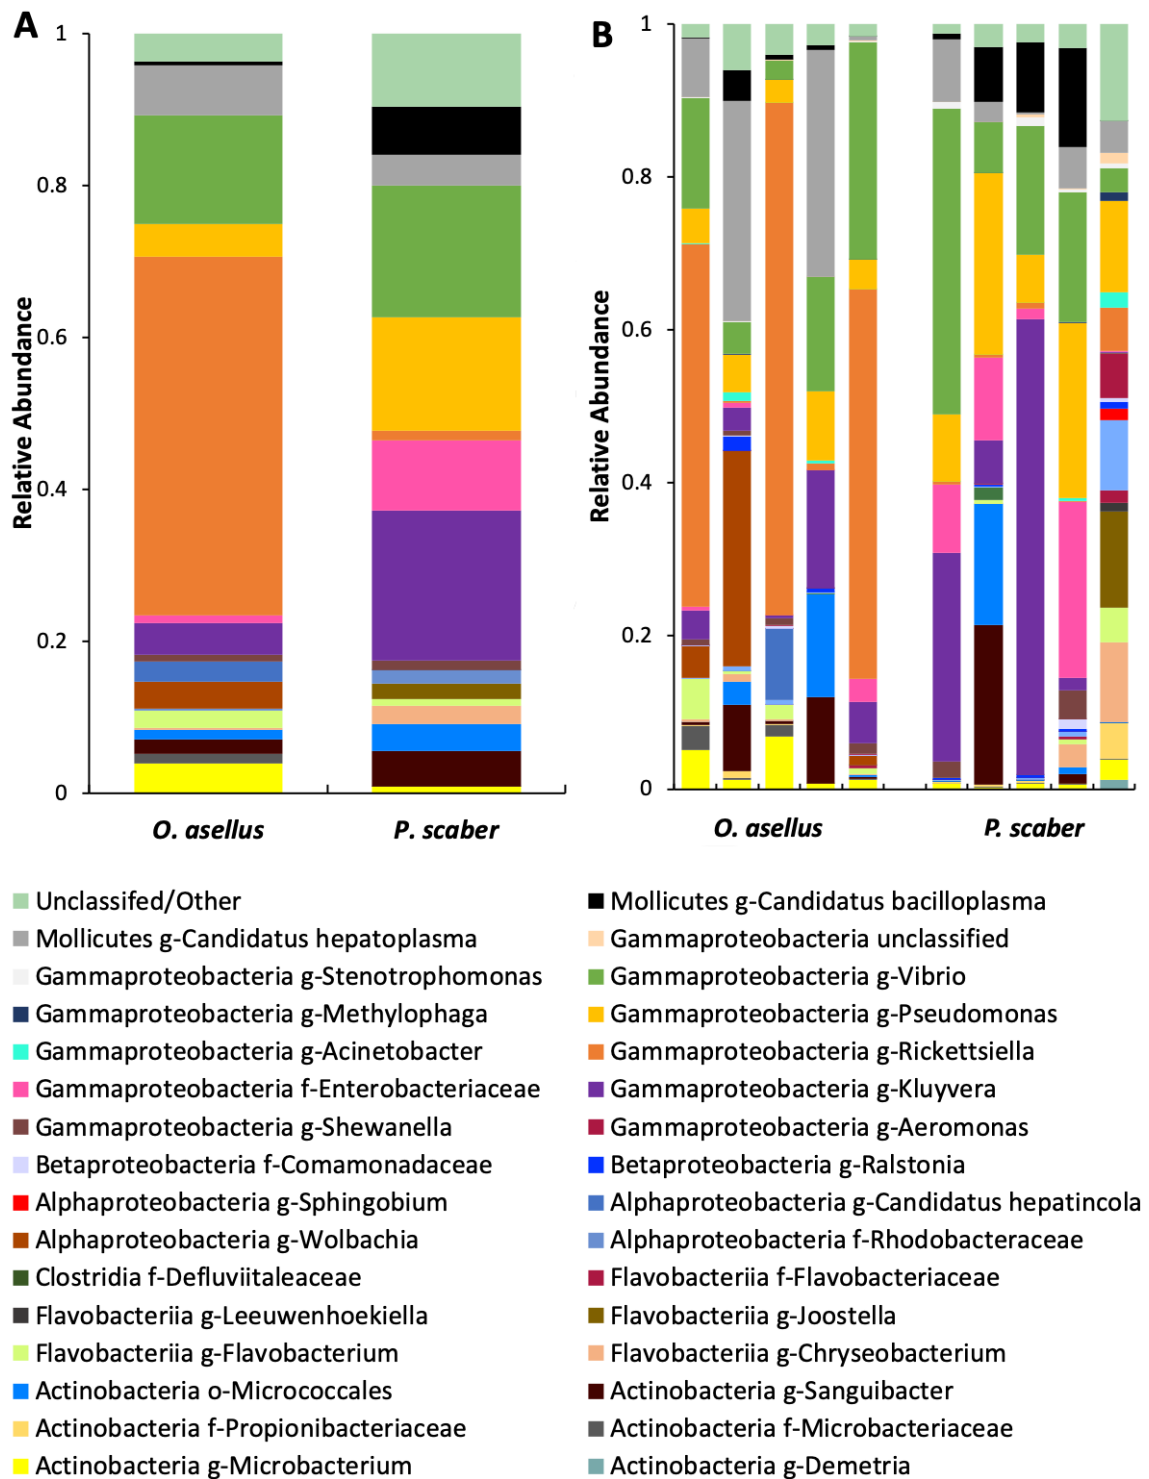 A
B
1
0.8
0.6
0.4
0.2
0
Relative Abundance
O. asellus P. scaber
1
0.8
0.6
0.4
0.2
0
Relative Abundance
O. asellus P. scaber
Unclassifed/Other
Mollicutes g-Candidatus bacilloplasma
Mollicutes g-Candidatus hepatoplasma
Gammaproteobacteria unclassified
Gammaproteobacteria g-Stenotrophomonas
Gammaproteobacteria g-Vibrio
Gammaproteobacteria g-Methylophaga
Gammaproteobacteria g-Pseudomonas
Gammaproteobacteria g-Acinetobacter
Gammaproteobacteria g-Rickettsiella
Gammaproteobacteria f-Enterobacteriaceae
Gammaproteobacteria g-Kluyvera
Gammaproteobacteria g-Shewanella
Gammaproteobacteria g-Aeromonas
Betaproteobacteria f-Comamonadaceae
Betaproteobacteria g-Ralstonia
Alphaproteobacteria g-Sphingobium
Alphaproteobacteria g-Candidatus hepatincola
Alphaproteobacteria g-Wolbachia
Alphaproteobacteria f-Rhodobacteraceae
Clostridia f-Defluviitaleaceae
Flavobacteriia f-Flavobacteriaceae
Flavobacteriia g-Leeuwenhoekiella
Flavobacteriia g-Joostella
Flavobacteriia g-Flavobacterium
Flavobacteriia g-Chryseobacterium
Actinobacteria o-Micrococcales
Actinobacteria g-Sanguibacter
Actinobacteria f-Propionibacteriaceae
Actinobacteria f-Microbacteriaceae
Actinobacteria g-Microbacterium
Actinobacteria g-Demetria